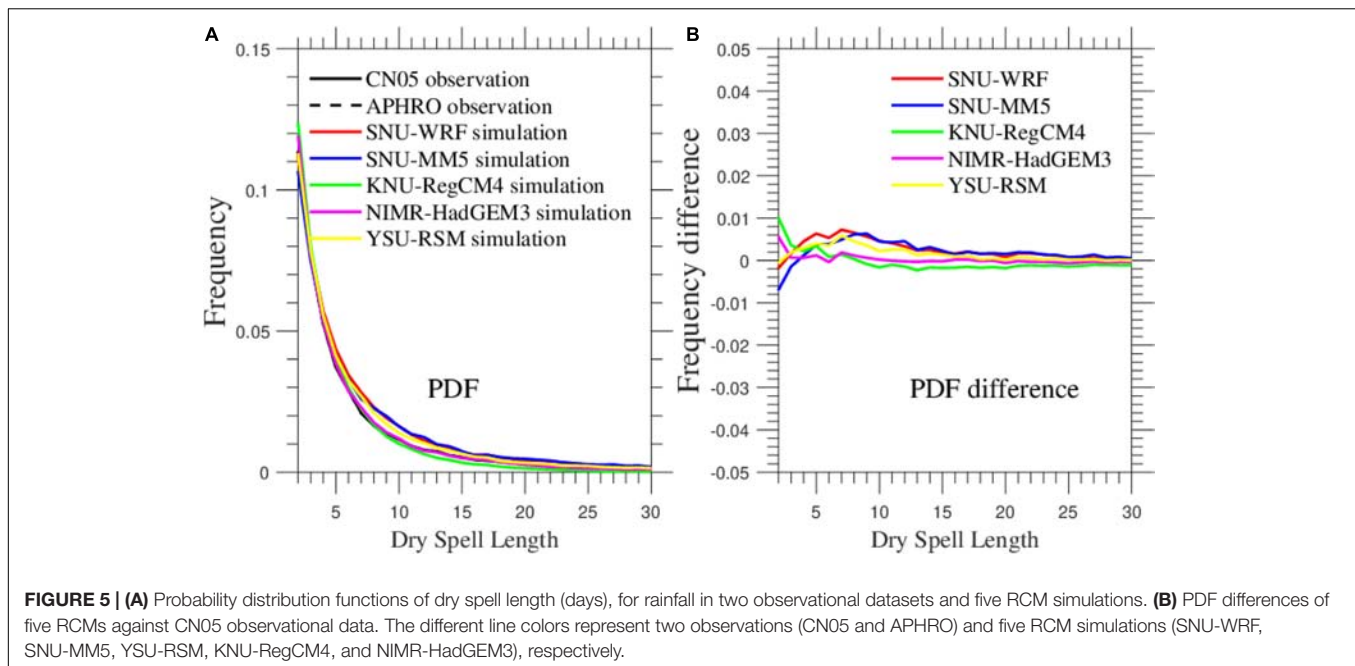 A
0.15
0.1
0.05
0
Frequency
CN05 observation
APHRO observation
SNU-WRF simulation
SNU-MM5 simulation
KNU-RegCM4 simulation
NIMR-HadGEM3 simulation
YSU-RSM simulation
PDF
5 10 15 20 25 30
Dry Spell Length
B
0.05
0.04
0.03
0.02
0.01
0
-0.01
-0.02
-0.03
-0.04
-0.05
Frequency difference
SNU-WRF
SNU-MM5
KNU-RegCM4
NIMR-HadGEM3
YSU-RSM
PDF difference
5 10 15 20 25 30
Dry Spell Length
FIGURE 5 | (A) Probability distribution functions of dry spell length (days), for rainfall in two observational datasets and five RCM simulations. (B) PDF differences of
five RCMs against CN05 observational data. The different line colors represent two observations (CN05 and APHRO) and five RCM simulations (SNU-WRF,
SNU-MM5, YSU-RSM, KNU-RegCM4, and NIMR-HadGEM3), respectively.